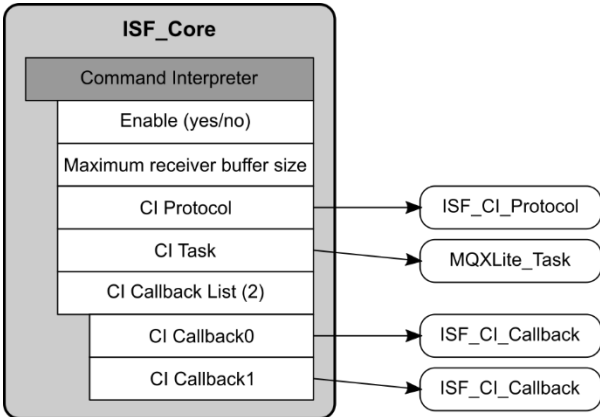 ISF_Core
Command Interpreter
Enable (yes/no)
Maximum receiver buffer size
CI Protocol
ISF_CI_Protocol
CI Task
MQXLite_Task
CI Callback List (2)
CI Callback0
ISF_CI_Callback
CI Callback1
ISF_CI_Callback